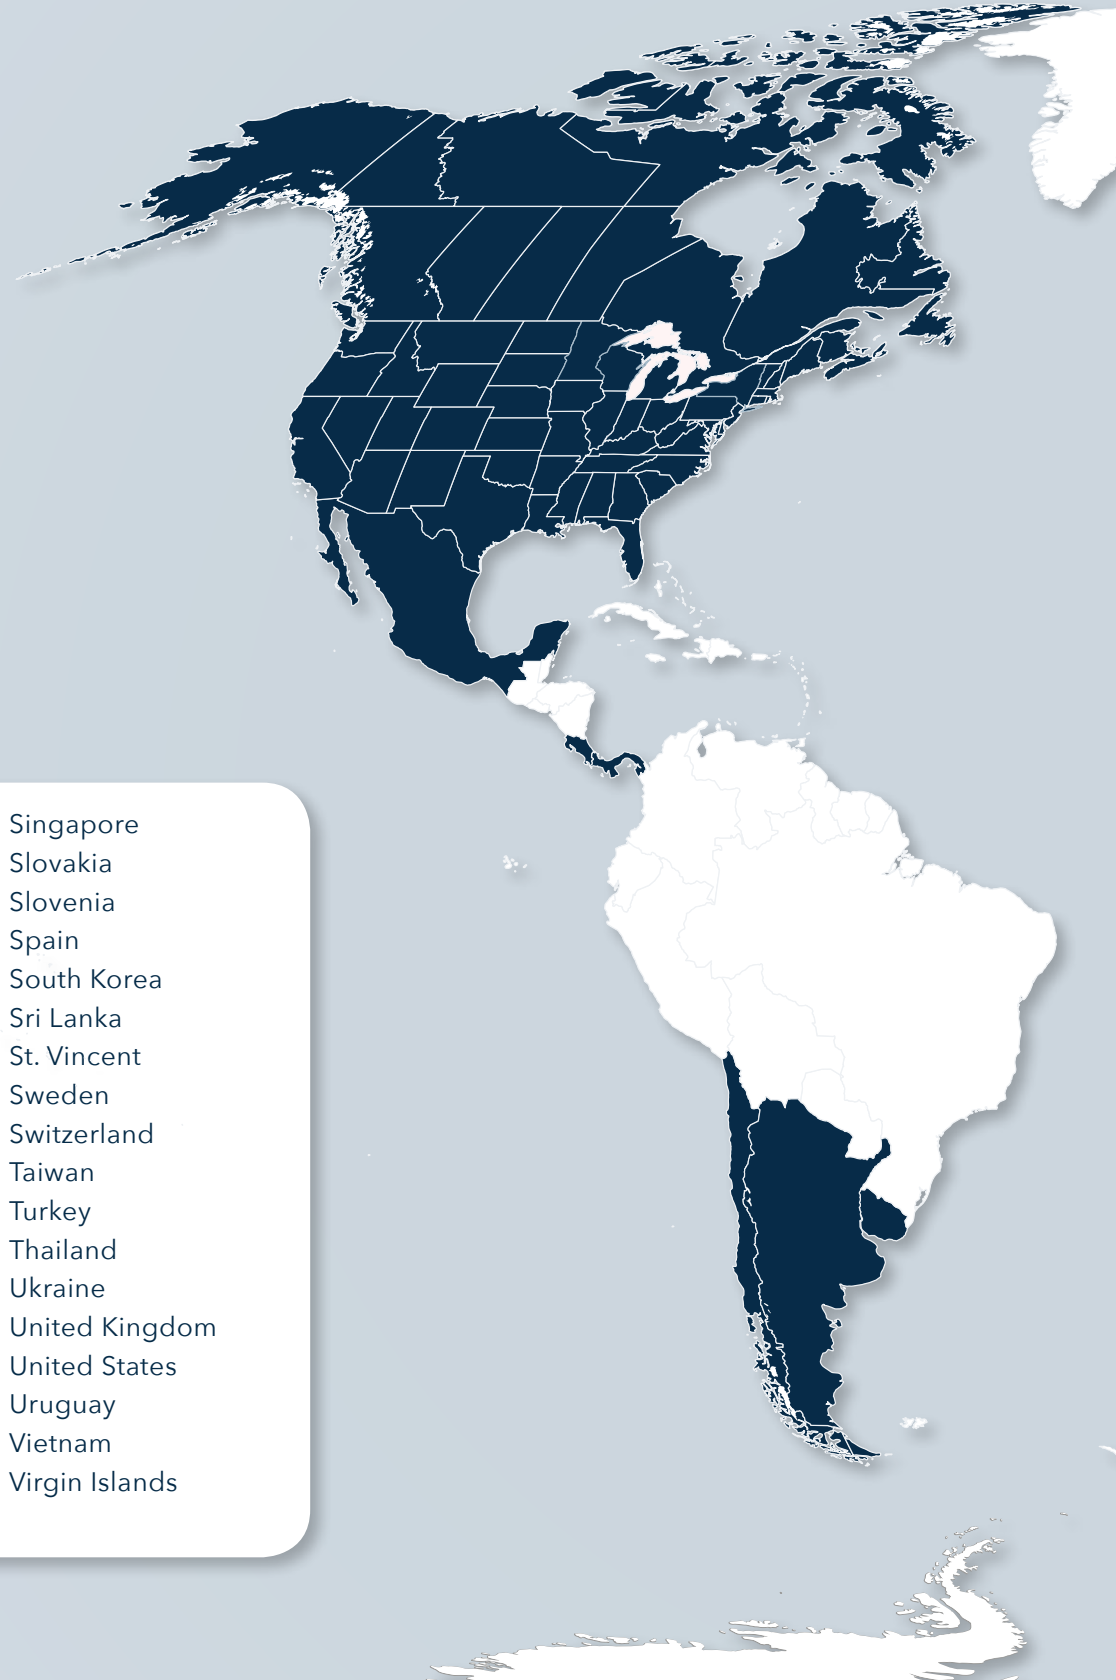 Singapore
Slovakia
Slovenia
Spain
South Korea
Sri Lanka
St. Vincent
Sweden
Switzerland
Taiwan
Turkey
Thailand
Ukraine
United Kingdom
United States
Uruguay
Vietnam
Virgin Islands